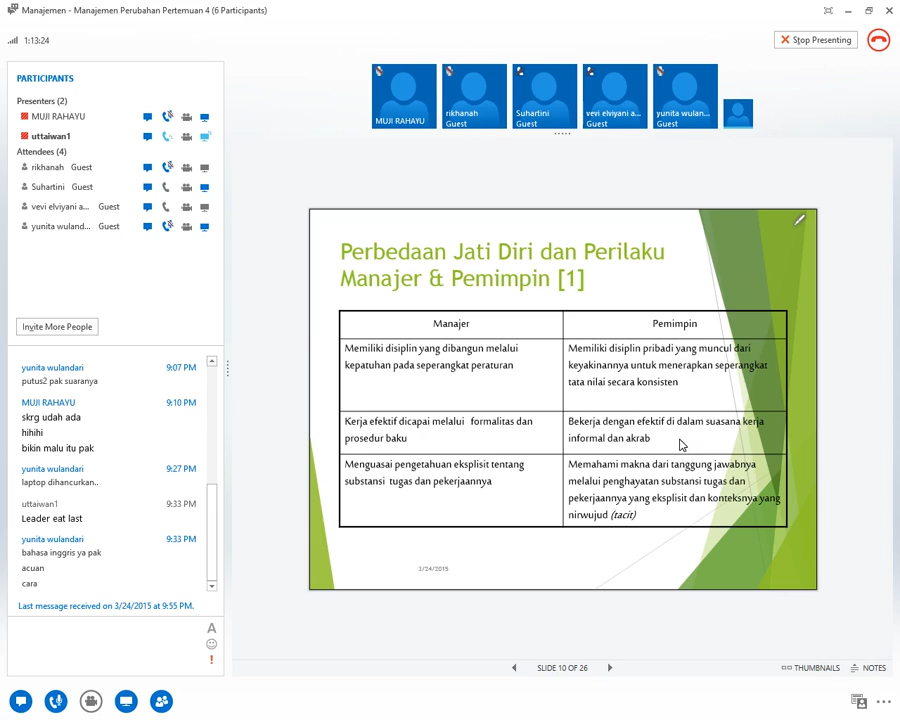 Manajemen - Manajemen Perubahan Pertemuan 4 (6 Participants)
1:13:24
Stop Presenting
PARTICIPANTS
Presenters (2)
MUJI RAHAYU
uttaiwan1
Attendees (4)
rikhanah Guest
Suhartini Guest
vevi elviyani a... Guest
yunita wuland... Guest
Invite More People
yunita wulandari 9:07 PM
putus2 pak suaranya
MUJI RAHAYU 9:10 PM
skrg udah ada
hihihi
bikin malu itu pak
yunita wulandari 9:27 PM
laptop dihancurkan..
uttaiwan1 9:33 PM
Leader eat last
yunita wulandari 9:33 PM
bahasa inggris ya pak
acuan
cara
Last message received on 3/24/2015 at 9:55 PM.
A
!
MUJI RAHAYU
rikhanah
Guest
Suhartini
Guest
vevi elviyani a...
Guest
yunita wulan...
Guest
Perbedaan Jati Diri dan Perilaku
Manajer & Pemimpin [1]
Manajer
Pemimpin
Memiliki disiplin yang dibangun melalui
kepatuhan pada seperangkat peraturan
Memiliki disiplin pribadi yang muncul dari
keyakinannya untuk menerapkan seperangkat
tata nilai secara konsisten
Kerja efektif dicapai melalui formalitas dan
prosedur baku
Bekerja dengan efektif di dalam suasana kerja
informal dan akrab
Menguasai pengetahuan eksplisit tentang
substansi tugas dan pekerjaannya
Memahami makna dari tanggung jawabnya
melalui penghayatan substansi tugas dan
pekerjaannya yang eksplisit dan konteksnya yang
nirwujud (tacit)
3/24/2015
SLIDE 10 OF 26
THUMBNAILS
NOTES